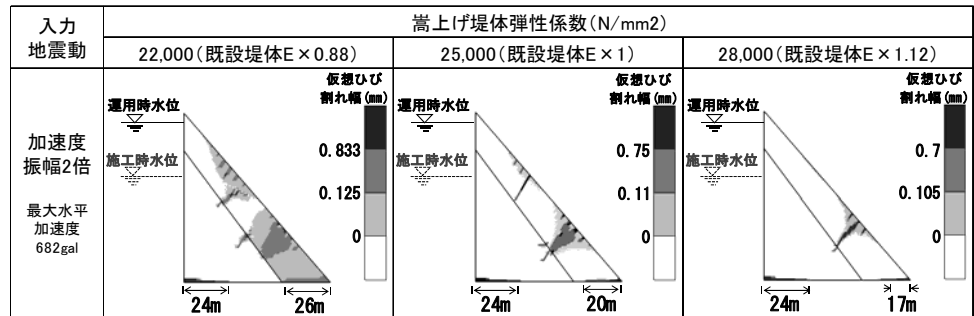 入力
地震動
嵩上げ堤体弾性係数(N/mm2)
22,000(既設堤体E×0.88)
25,000(既設堤体E×1)
28,000(既設堤体E×1.12)
加速度
振幅2倍
最大水平
加速度
682gal
運用時水位
施工時水位
仮想ひび
割れ幅(㎜)
0.833
0.125
0
24m
26m
運用時水位
施工時水位
仮想ひび
割れ幅(㎜)
0.75
0.11
0
24m
20m
運用時水位
施工時水位
仮想ひび
割れ幅(㎜)
0.7
0.105
0
24m
17m